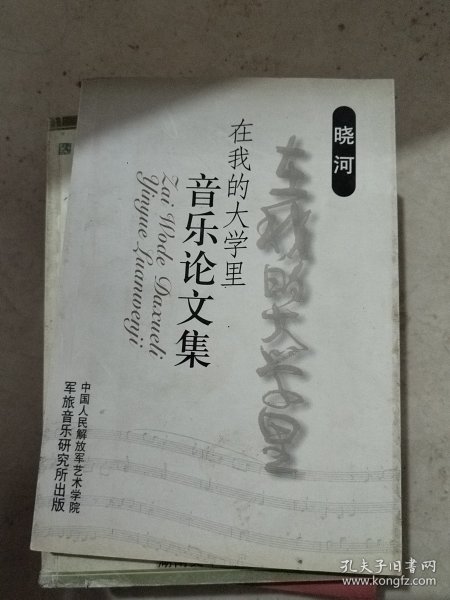 晓河
在我的大学里
在我的大学里
音乐论文集
Zai Wode Daxueli
Yinyue Lunwenji
中国人民解放军艺术学院
军旅音乐研究所出版
孔夫子旧书网
www.kongfz.com